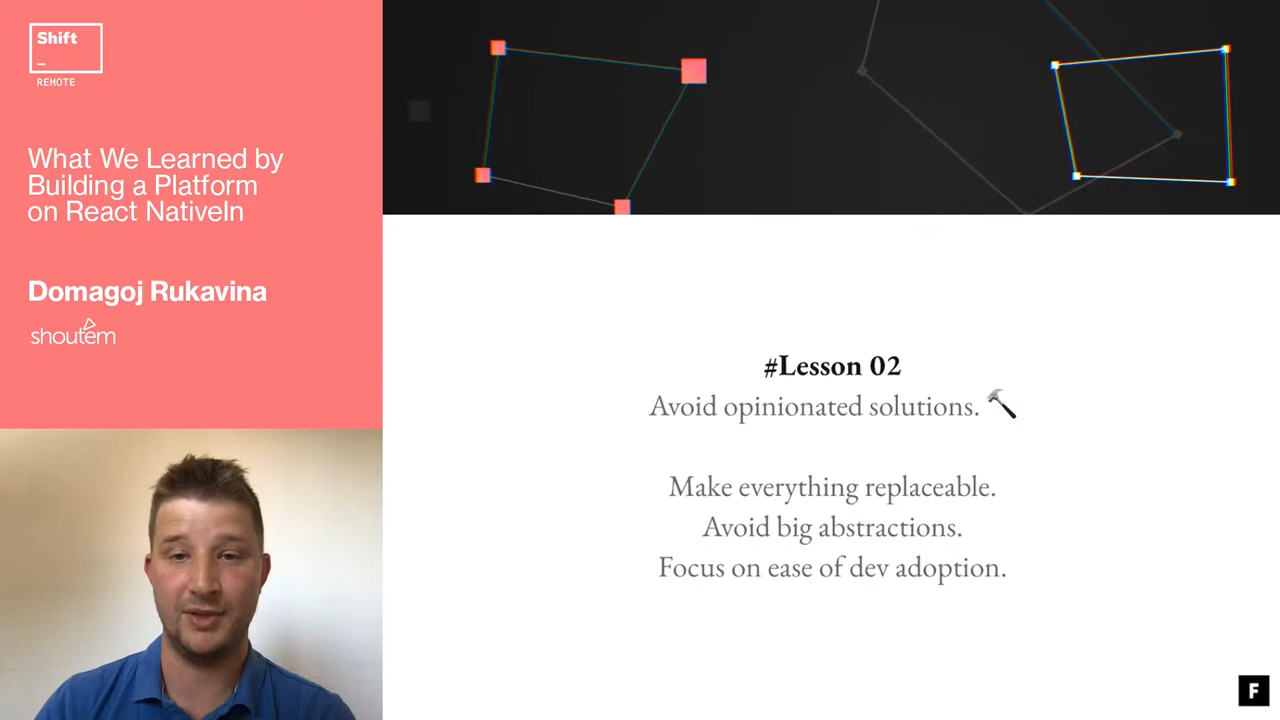 Shift
_
REMOTE
What We Learned by
Building a Platform
on React NativeIn
Domagoj Rukavina
shoutem
#Lesson 02
Avoid opinionated solutions. 🔨
Make everything replaceable.
Avoid big abstractions.
Focus on ease of dev adoption.
F